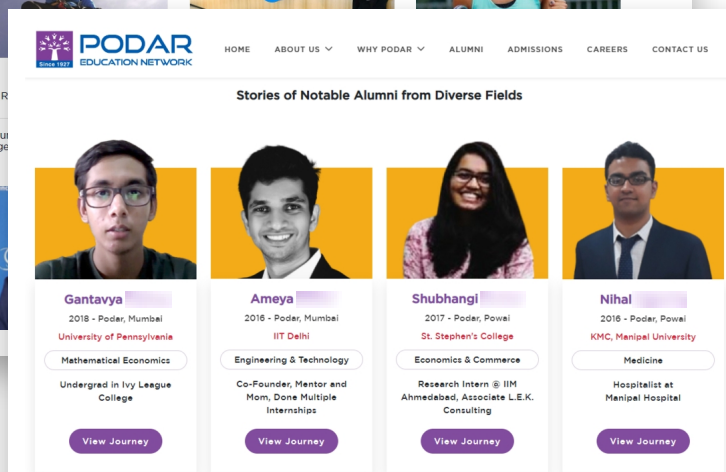 PODAR
EDUCATION NETWORK
Since 1927
HOME ABOUT US WHY PODAR ALUMNI ADMISSIONS CAREERS CONTACT US
Stories of Notable Alumni from Diverse Fields
Gantavya
2018 - Podar, Mumbai
University of Pennsylvania
Mathematical Economics
Undergrad in Ivy League
College
View Journey
Ameya
2016 - Podar, Mumbai
IIT Delhi
Engineering & Technology
Co-Founder, Mentor and
Mom, Done Multiple
Internships
View Journey
Shubhangi
2017 - Podar, Powai
St. Stephen's College
Economics & Commerce
Research Intern @ IIM
Ahmedabad, Associate L.E.K.
Consulting
View Journey
Nihal
2016 - Podar, Powai
KMC, Manipal University
Medicine
Hospitalist at
Manipal Hospital
View Journey